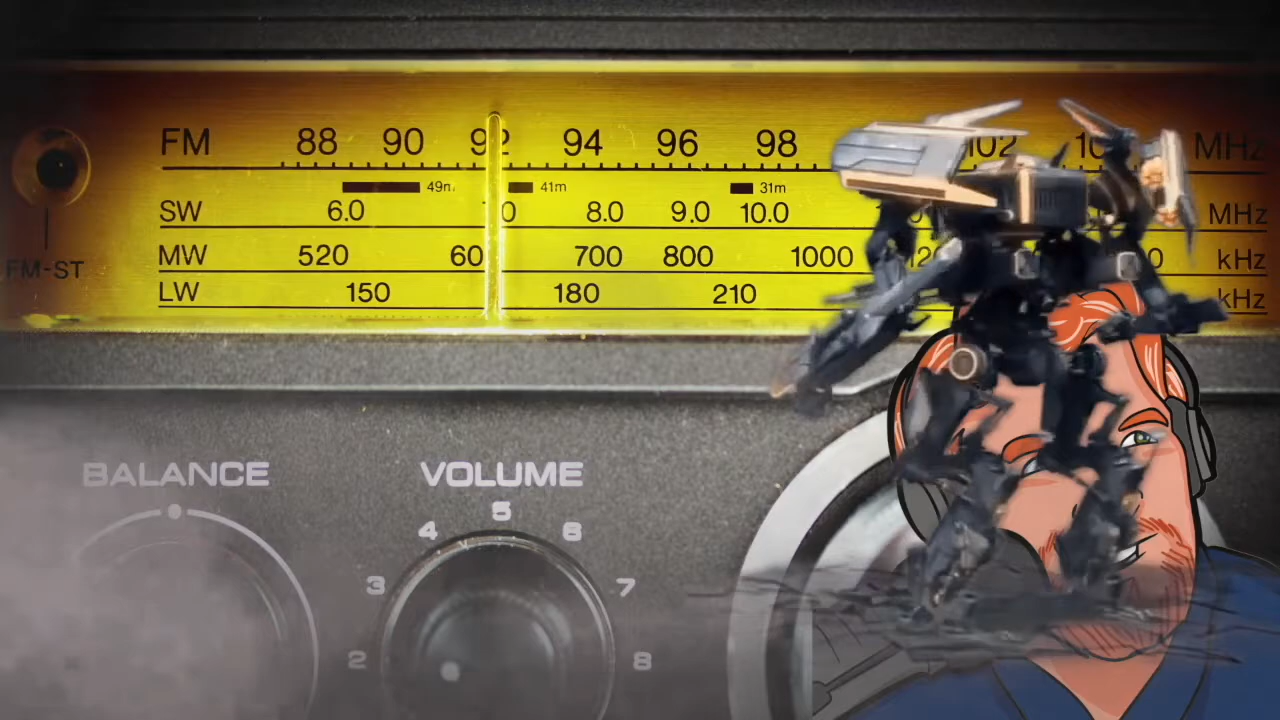 FM 88 90 92 94 96 98 102 MHz
49m 41m 31m
SW 6.0 8.0 9.0 10.0 MHz
MW 520 700 800 1000 kHz
FM-ST
LW 150 180 210 kHz
BALANCE VOLUME
5
4 6
3 7
2 8